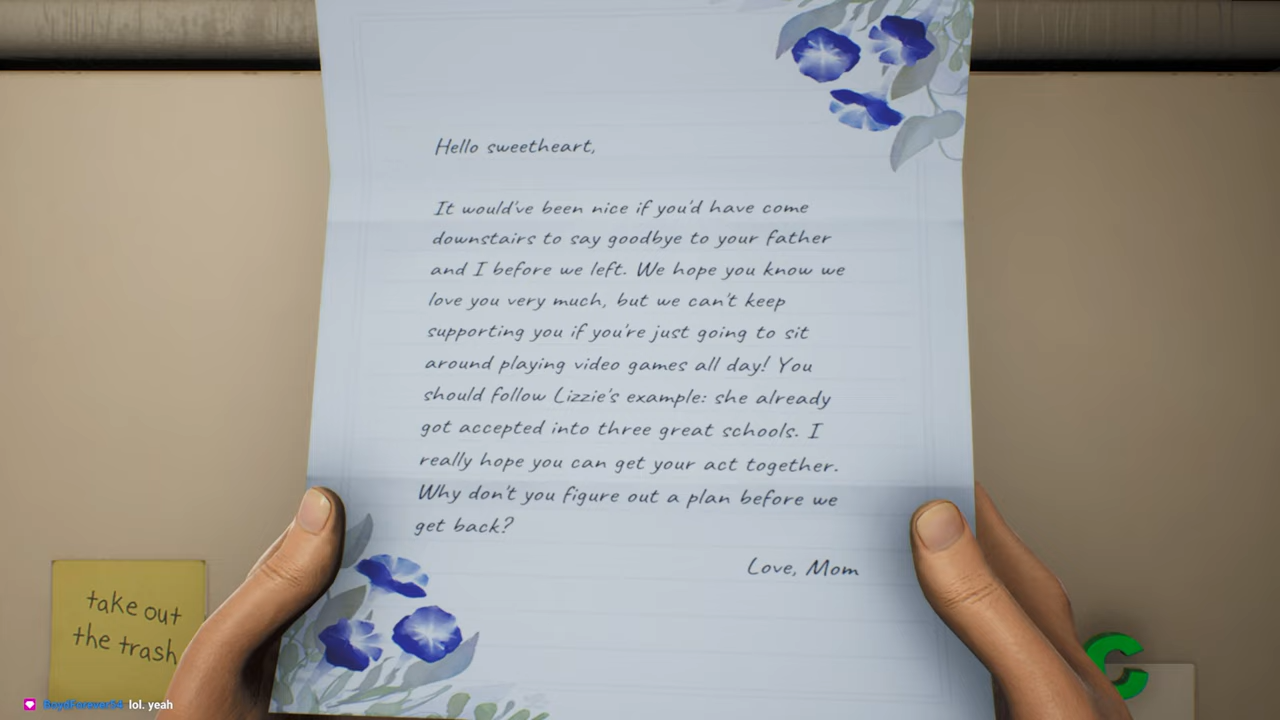 Hello sweetheart,
It would've been nice if you'd have come
downstairs to say goodbye to your father
and I before we left. We hope you know we
love you very much, but we can't keep
supporting you if you're just going to sit
around playing video games all day! You
should follow Lizzie's example: she already
got accepted into three great schools. I
really hope you can get your act together.
Why don't you figure out a plan before we
get back?
Love, Mom
take out
the trash
C
BoydForever54 lol. yeah